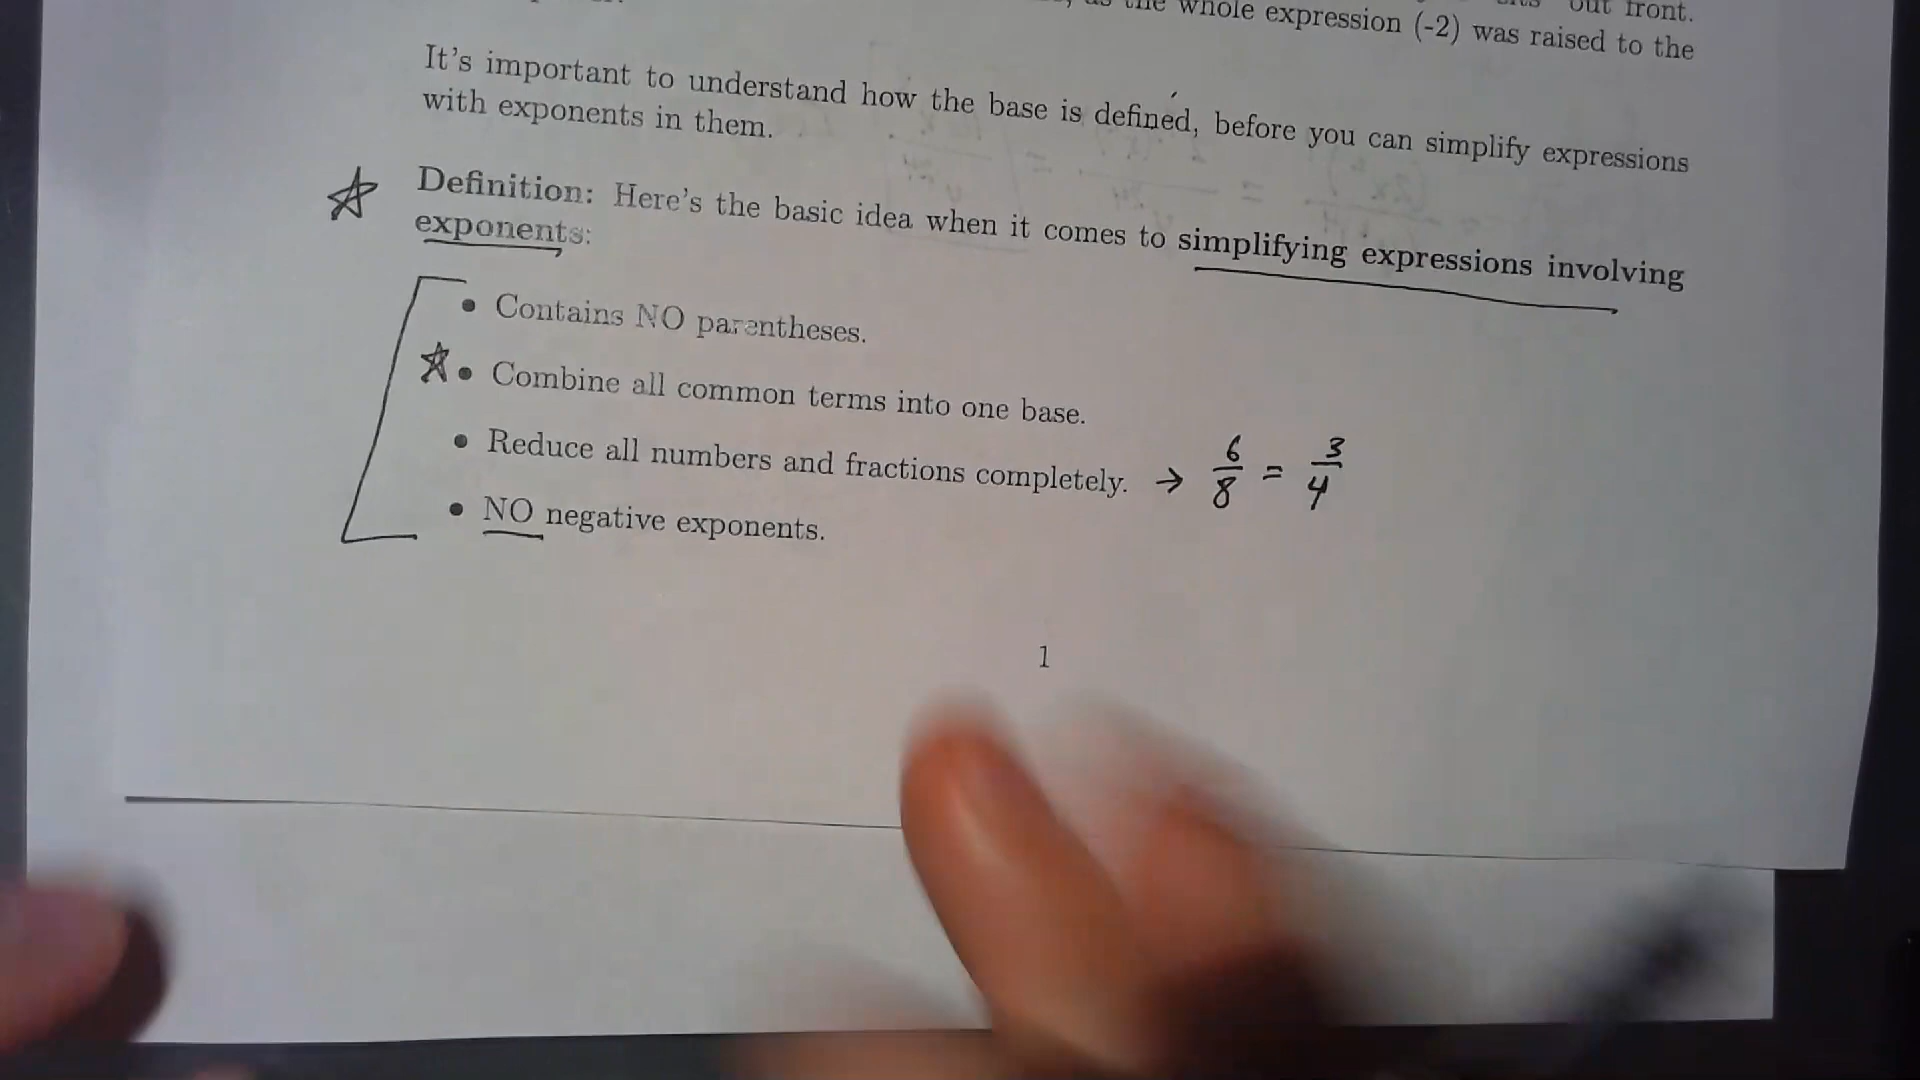 out front.
the whole expression (-2) was raised to the
It's important to understand how the base is defined, before you can simplify expressions
with exponents in them.
Definition: Here's the basic idea when it comes to simplifying expressions involving
exponents:
• Contains NO parentheses.
• Combine all common terms into one base.
• Reduce all numbers and fractions completely. → 6/8 = 3/4
• NO negative exponents.
1